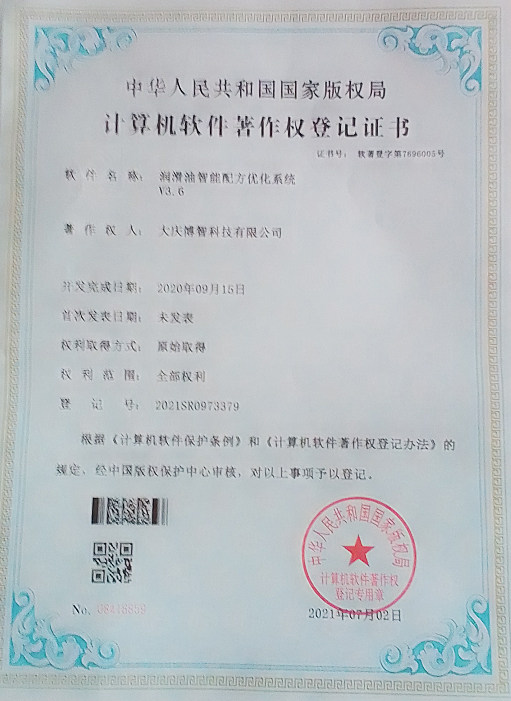 中华人民共和国国家版权局
计算机软件著作权登记证书
证书号: 软著登字第7696005号
软件名称: 润滑油智能配方优化系统
V3.6
著作权人: 大庆博智科技有限公司
开发完成日期: 2020年09月15日
首次发表日期: 未发表
权利取得方式: 原始取得
权利范围: 全部权利
登记号: 2021SR0973379
根据《计算机软件保护条例》和《计算机软件著作权登记办法》的
规定,经中国版权保护中心审核,对以上事项予以登记。
中华人民共和国国家版权局
计算机软件著作权
登记专用章
No.
2021年07月02日